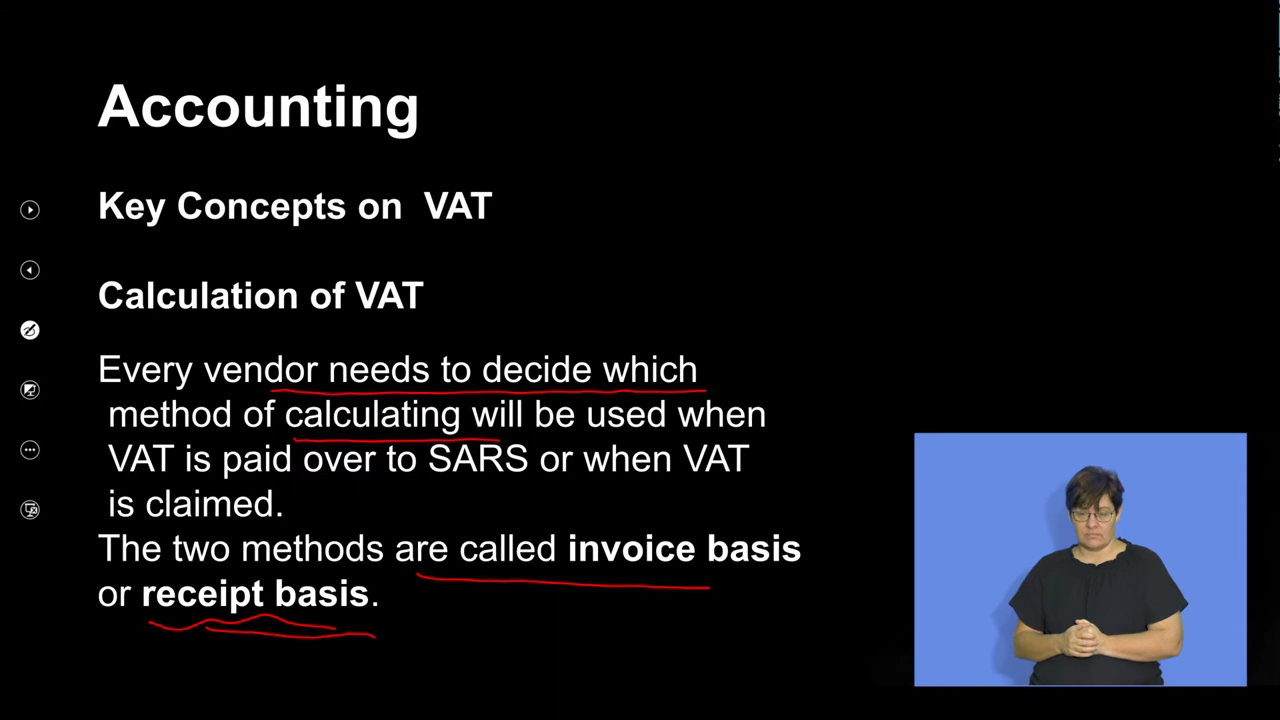 Accounting
Key Concepts on VAT
Calculation of VAT
Every vendor needs to decide which
method of calculating will be used when
VAT is paid over to SARS or when VAT
is claimed.
The two methods are called invoice basis
or receipt basis.